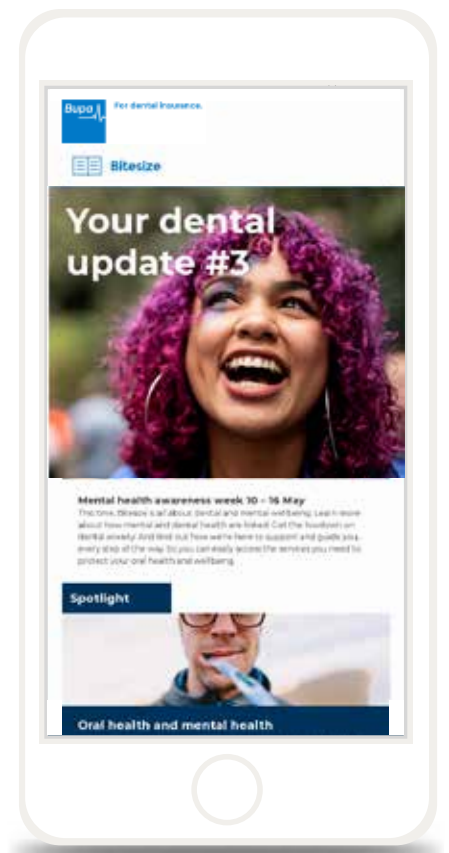 Bupa
For dental insurance.
Bitesize
Your dental
update #3
Mental health awareness week 10 - 16 May
This time, Bitesize is all about dental and mental wellbeing. Learn more
about how mental and dental health are linked. Get the lowdown on
dental anxiety. And find out how we're here to support and guide you,
every step of the way. So you can easily access the services you need to
protect your oral health and wellbeing.
Spotlight
Oral health and mental health